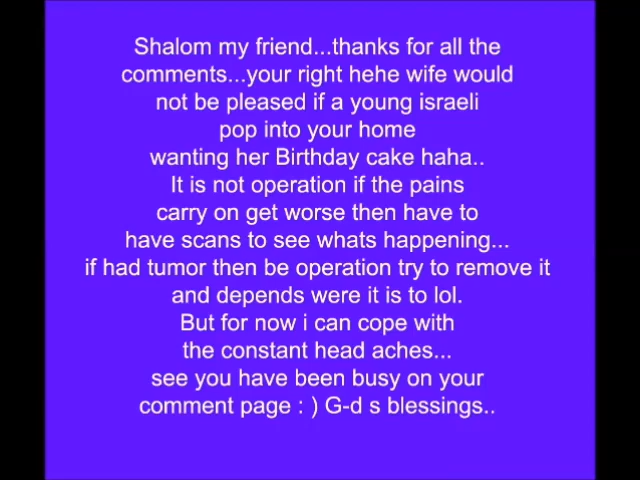 Shalom my friend...thanks for all the
comments...your right hehe wife would
not be pleased if a young israeli
pop into your home
wanting her Birthday cake haha..
It is not operation if the pains
carry on get worse then have to
have scans to see whats happening...
if had tumor then be operation try to remove it
and depends were it is to lol.
But for now i can cope with
the constant head aches...
see you have been busy on your
comment page : ) G-d s blessings..